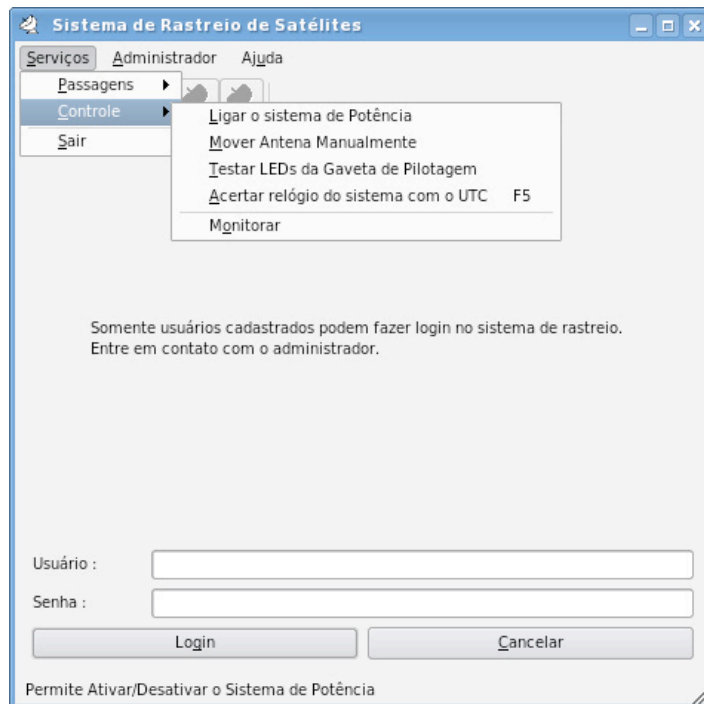 Sistema de Rastreio de Satélites
Serviços Administrador Ajuda
Passagens
Controle
Sair
Ligar o sistema de Potência
Mover Antena Manualmente
Testar LEDs da Gaveta de Pilotagem
Acertar relógio do sistema com o UTC F5
Monitorar
Somente usuários cadastrados podem fazer login no sistema de rastreio.
Entre em contato com o administrador.
Usuário :
Senha :
Login Cancelar
Permite Ativar/Desativar o Sistema de Potência